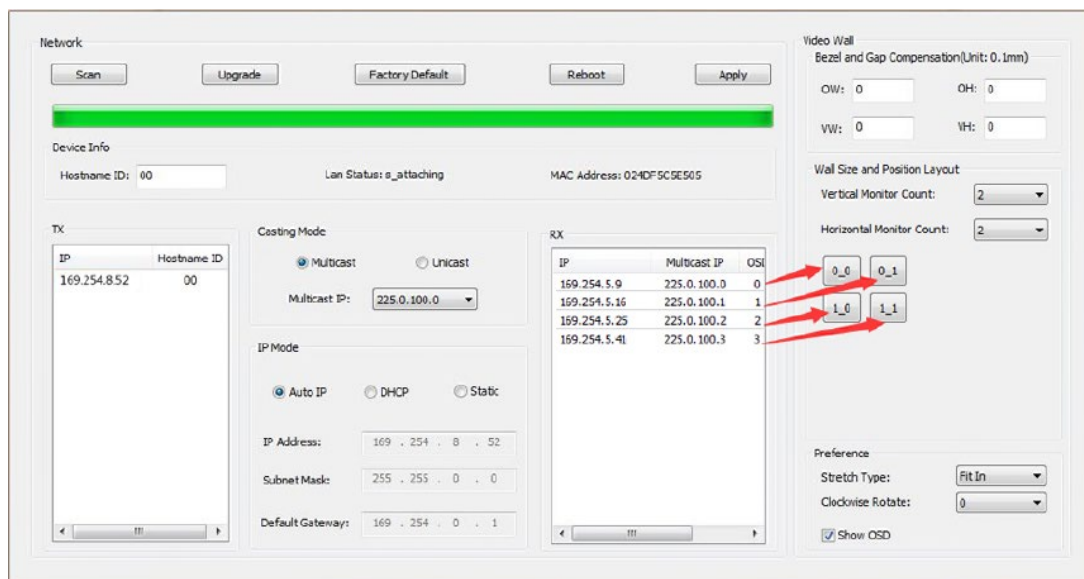 Network
Scan Upgrade Factory Default Reboot Apply
Device Info
Hostname ID: 00 Lan Status: s_attaching MAC Address: 024DF5C5E505
TX
IP Hostname ID
169.254.8.52 00
Casting Mode
Multicast Unicast
Multicast IP: 225.0.100.0
IP Mode
Auto IP DHCP Static
IP Address: 169 . 254 . 8 . 52
Subnet Mask: 255 . 255 . 0 . 0
Default Gateway: 169 . 254 . 0 . 1
RX
IP Multicast IP OSI
169.254.5.9 225.0.100.0 0
169.254.5.16 225.0.100.1 1
169.254.5.25 225.0.100.2 2
169.254.5.41 225.0.100.3 3
Video Wall
Bezel and Gap Compensation(Unit: 0.1mm)
OW: 0 OH: 0
VW: 0 VH: 0
Wall Size and Position Layout
Vertical Monitor Count: 2
Horizontal Monitor Count: 2
0_0 0_1
1_0 1_1
Preference
Stretch Type: Fit In
Clockwise Rotate: 0
Show OSD